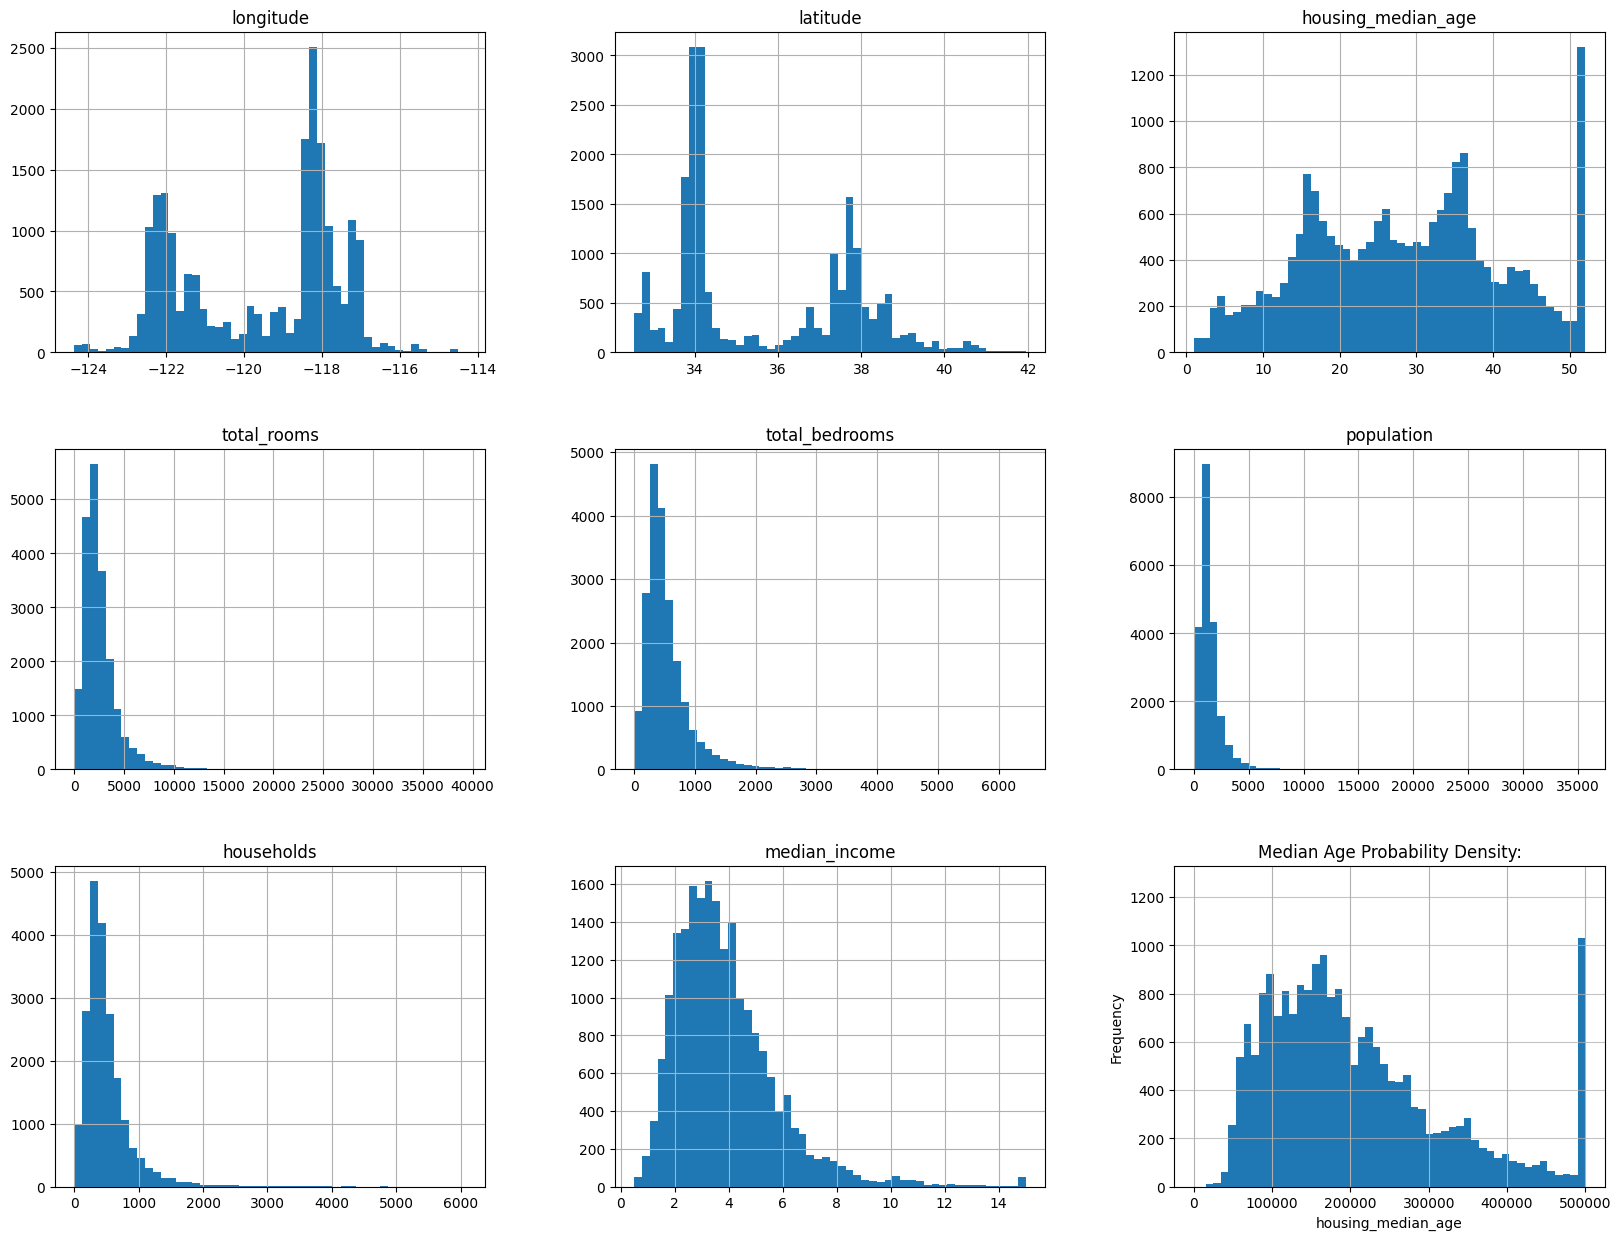 longitude
2500
2000
1500
1000
500
0
−124 −122 −120 −118 −116 −114
latitude
3000
2500
2000
1500
1000
500
0
34 36 38 40 42
housing_median_age
1200
1000
800
600
400
200
0
0 10 20 30 40 50
total_rooms
5000
4000
3000
2000
1000
0
0 5000 10000 15000 20000 25000 30000 35000 40000
total_bedrooms
5000
4000
3000
2000
1000
0
0 1000 2000 3000 4000 5000 6000
population
8000
6000
4000
2000
0
0 5000 10000 15000 20000 25000 30000 35000
households
5000
4000
3000
2000
1000
0
0 1000 2000 3000 4000 5000 6000
median_income
1600
1400
1200
1000
800
600
400
200
0
0 2 4 6 8 10 12 14
Median Age Probability Density:
Frequency
1200
1000
800
600
400
200
0
0 100000 200000 300000 400000 500000
housing_median_age